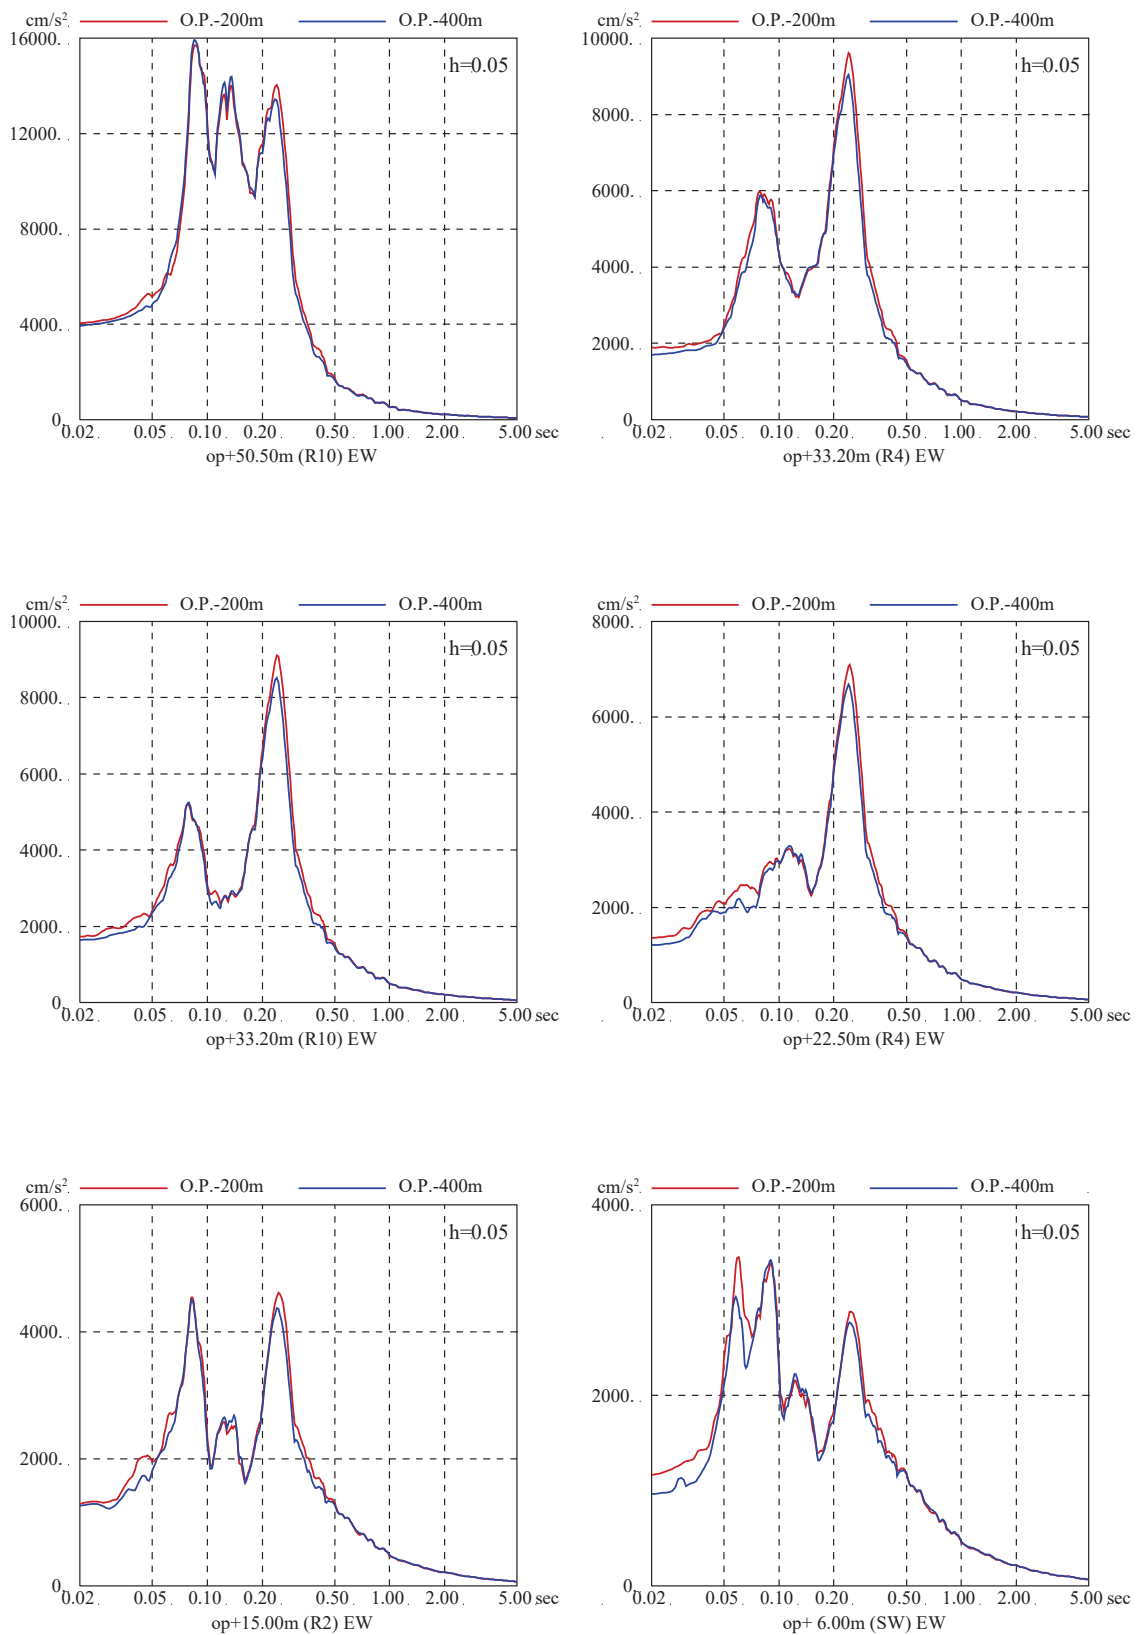 cm/s² O.P.-200m O.P.-400m
16000.
h=0.05
12000.
8000.
4000.
0.
0.02 0.05 0.10 0.20 0.50 1.00 2.00 5.00 sec
op+50.50m (R10) EW
cm/s² O.P.-200m O.P.-400m
10000.
h=0.05
8000.
6000.
4000.
2000.
0.
0.02 0.05 0.10 0.20 0.50 1.00 2.00 5.00 sec
op+33.20m (R4) EW
cm/s² O.P.-200m O.P.-400m
10000.
h=0.05
8000.
6000.
4000.
2000.
0.
0.02 0.05 0.10 0.20 0.50 1.00 2.00 5.00 sec
op+33.20m (R10) EW
cm/s² O.P.-200m O.P.-400m
8000.
h=0.05
6000.
4000.
2000.
0.
0.02 0.05 0.10 0.20 0.50 1.00 2.00 5.00 sec
op+22.50m (R4) EW
cm/s² O.P.-200m O.P.-400m
6000.
h=0.05
4000.
2000.
0.
0.02 0.05 0.10 0.20 0.50 1.00 2.00 5.00 sec
op+15.00m (R2) EW
cm/s² O.P.-200m O.P.-400m
4000.
h=0.05
2000.
0.
0.02 0.05 0.10 0.20 0.50 1.00 2.00 5.00 sec
op+ 6.00m (SW) EW